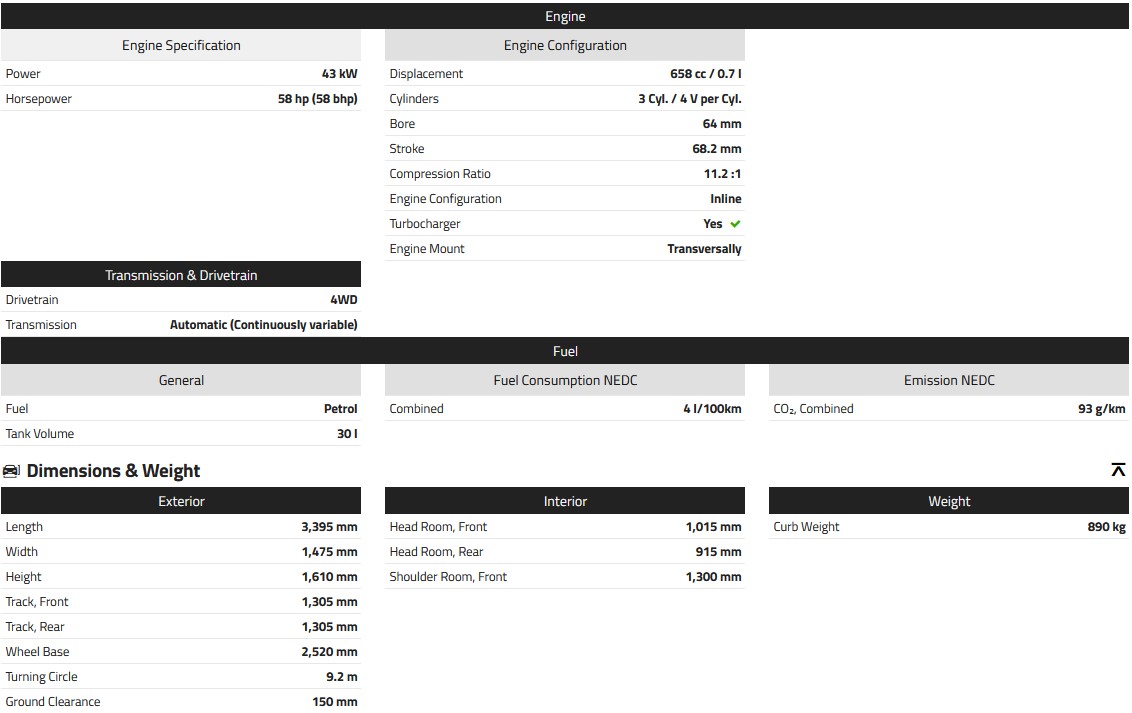 Engine
Engine Specification
Power 43 kW
Horsepower 58 hp (58 bhp)
Engine Configuration
Displacement 658 cc / 0.7 l
Cylinders 3 Cyl. / 4 V per Cyl.
Bore 64 mm
Stroke 68.2 mm
Compression Ratio 11.2 :1
Engine Configuration Inline
Turbocharger Yes
Engine Mount Transversally
Transmission & Drivetrain
Drivetrain 4WD
Transmission Automatic (Continuously variable)
Fuel
General
Fuel Petrol
Tank Volume 30 l
Fuel Consumption NEDC
Combined 4 l/100km
Emission NEDC
CO₂, Combined 93 g/km
Dimensions & Weight
Exterior
Length 3,395 mm
Width 1,475 mm
Height 1,610 mm
Track, Front 1,305 mm
Track, Rear 1,305 mm
Wheel Base 2,520 mm
Turning Circle 9.2 m
Ground Clearance 150 mm
Interior
Head Room, Front 1,015 mm
Head Room, Rear 915 mm
Shoulder Room, Front 1,300 mm
Weight
Curb Weight 890 kg